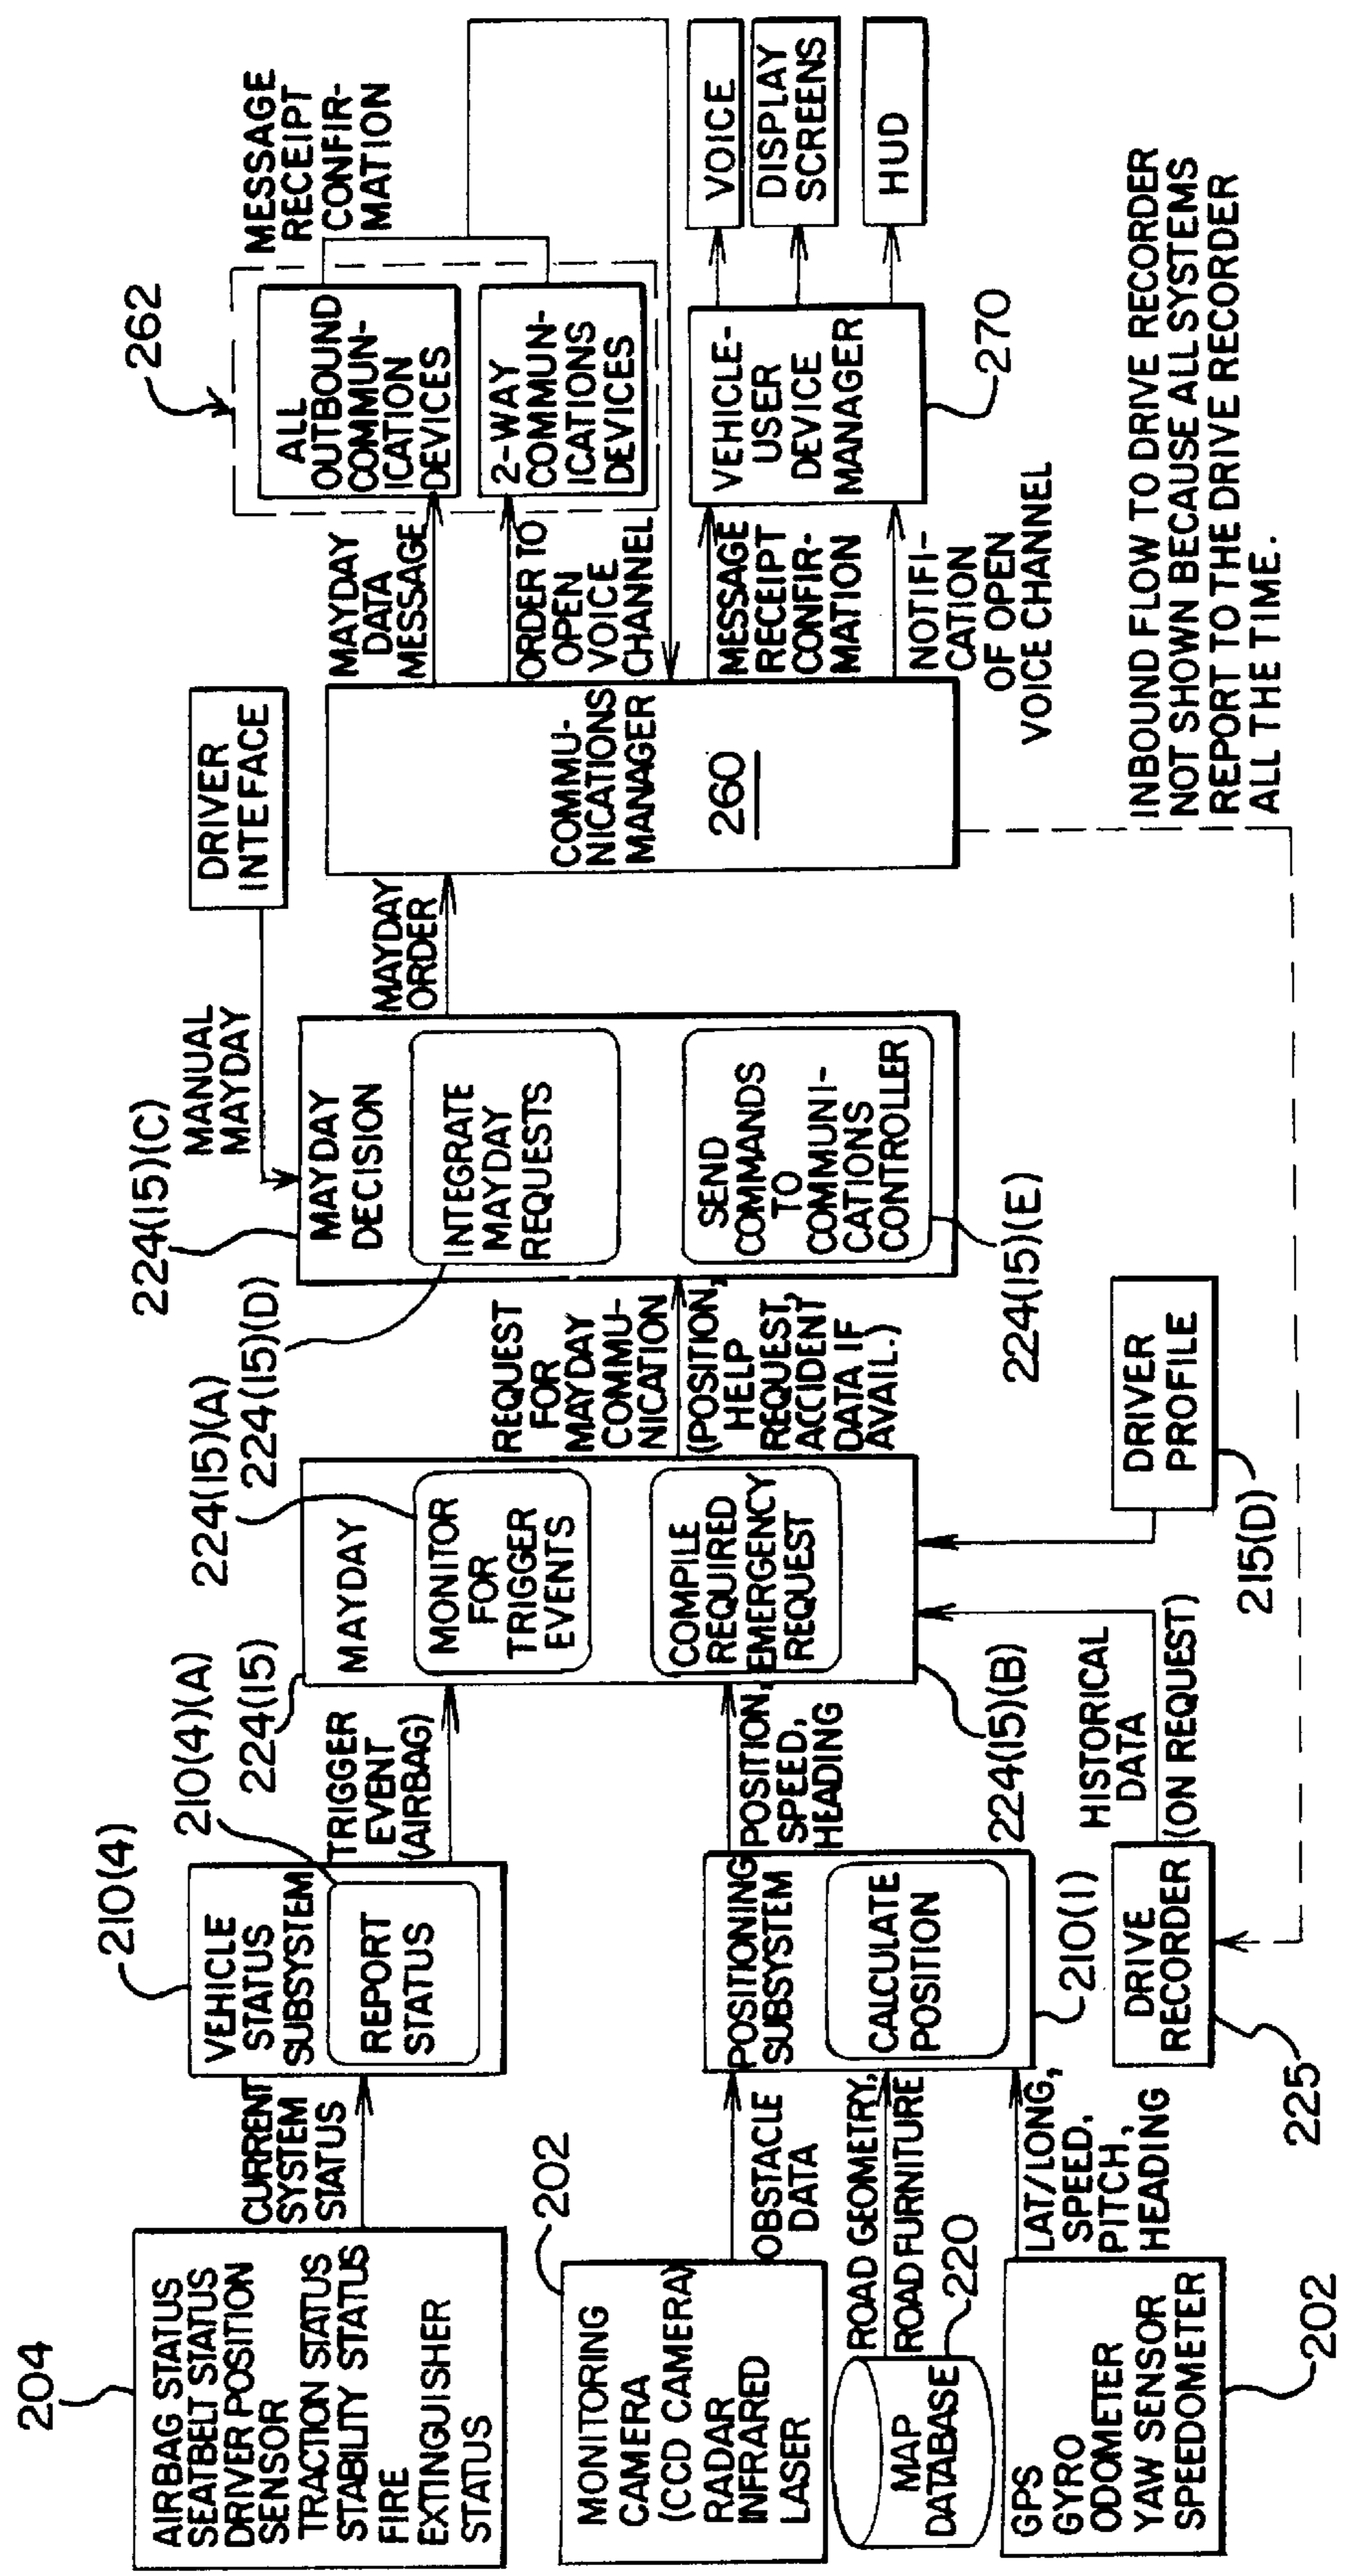 204
AIRBAG STATUS
SEATBELT STATUS
DRIVER POSITION
SENSOR
TRACTION STATUS
STABILITY STATUS
FIRE
EXTINGUISHER
STATUS
CURRENT
SYSTEM
STATUS
210(4)
VEHICLE
STATUS
SUBSYSTEM
210(4)(A)
REPORT
STATUS
TRIGGER
EVENT
(AIRBAG)
202
MONITORING
CAMERA
(CCD CAMERA)
RADAR
INFRARED
LASER
OBSTACLE
DATA
MAP
DATABASE
220
ROAD GEOMETRY,
ROAD FURNITURE
GPS
GYRO
ODOMETER
YAW SENSOR
SPEEDOMETER
202
LAT/LONG,
SPEED,
PITCH,
HEADING
POSITIONING
SUBSYSTEM
CALCULATE
POSITION
210(1)
POSITION,
SPEED,
HEADING
DRIVE
RECORDER
225
HISTORICAL
DATA
(ON REQUEST)
224(15)
MAYDAY
224(15)(A)
MONITOR
FOR
TRIGGER
EVENTS
COMPILE
REQUIRED
EMERGENCY
REQUEST
224(15)(B)
DRIVER
PROFILE
215(D)
REQUEST
FOR
MAYDAY
COMMU-
NICATION
(POSITION,
HELP
REQUEST,
ACCIDENT
DATA IF
AVAIL.)
224(15)(C)
MAYDAY
DECISION
224(15)(D)
INTEGRATE
MAYDAY
REQUESTS
SEND
COMMANDS
TO
COMMUNI-
CATIONS
CONTROLLER
224(15)(E)
MANUAL
MAYDAY
DRIVER
INTEFACE
MAYDAY
ORDER
COMMU-
NICATIONS
MANAGER
260
MAYDAY
DATA
MESSAGE
ORDER TO
OPEN
VOICE
CHANNEL
262
ALL
OUTBOUND
COMMUN-
ICATION
DEVICES
2-WAY
COMMUN-
ICATIONS
DEVICES
MESSAGE
RECEIPT
CONFIR-
MATION
MESSAGE
RECEIPT
CONFIR-
MATION
NOTIFI-
CATION
OF OPEN
VOICE CHANNEL
VEHICLE-
USER
DEVICE
MANAGER
270
VOICE
DISPLAY
SCREENS
HUD
INBOUND FLOW TO DRIVE RECORDER
NOT SHOWN BECAUSE ALL SYSTEMS
REPORT TO THE DRIVE RECORDER
ALL THE TIME.